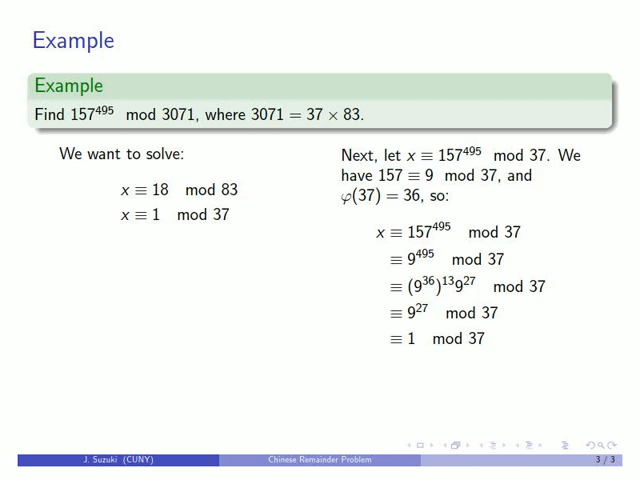 Example
Example
Find 157⁴⁹⁵ mod 3071, where 3071 = 37 × 83.
We want to solve:
x ≡ 18 mod 83
x ≡ 1 mod 37
Next, let x ≡ 157⁴⁹⁵ mod 37. We
have 157 ≡ 9 mod 37, and
φ(37) = 36, so:
x ≡ 157⁴⁹⁵ mod 37
≡ 9⁴⁹⁵ mod 37
≡ (9³⁶)¹³9²⁷ mod 37
≡ 9²⁷ mod 37
≡ 1 mod 37
J. Suzuki (CUNY) Chinese Remainder Problem 3 / 3